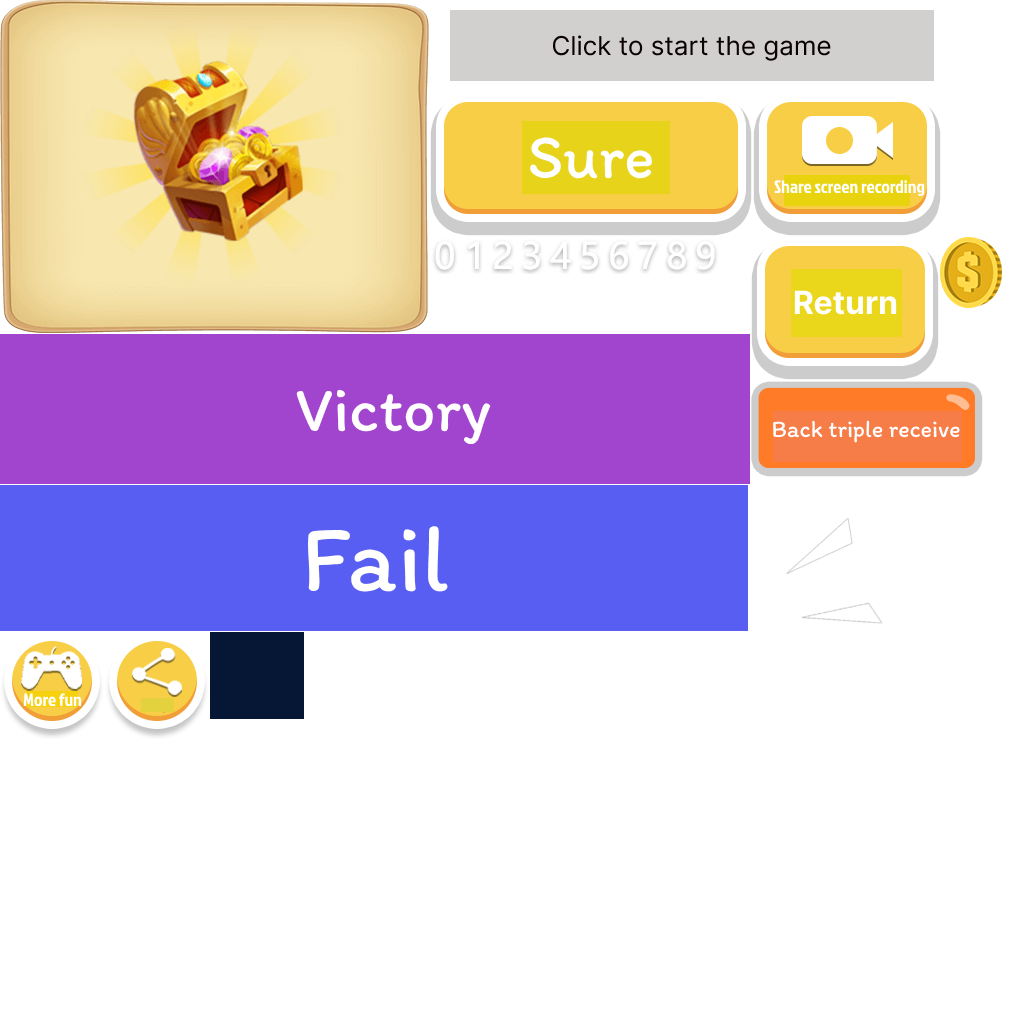 Click to start the game
Sure
Share screen recording
0123456789
Return
Victory
Back triple receive
Fail
More fun